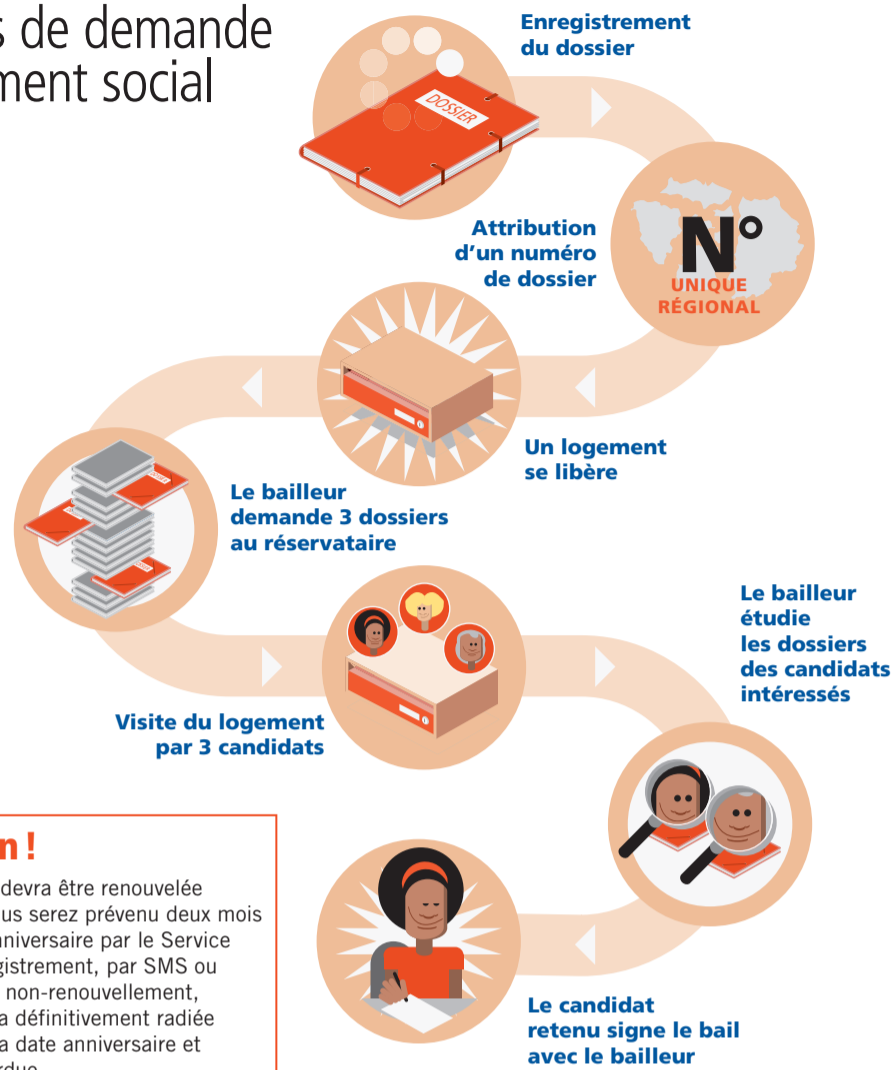 s de demande
ment social
Enregistrement
du dossier
DOSSIER
Attribution
d'un numéro
de dossier
N°
UNIQUE
RÉGIONAL
Un logement
se libère
Le bailleur
demande 3 dossiers
au réservataire
Le bailleur
étudie
les dossiers
des candidats
intéressés
Visite du logement
par 3 candidats
n !
devra être renouvelée
us serez prévenu deux mois
nniversaire par le Service
gistrement, par SMS ou
non-renouvellement,
a définitivement radiée
a date anniversaire et
Le candidat
retenu signe le bail
avec le bailleur